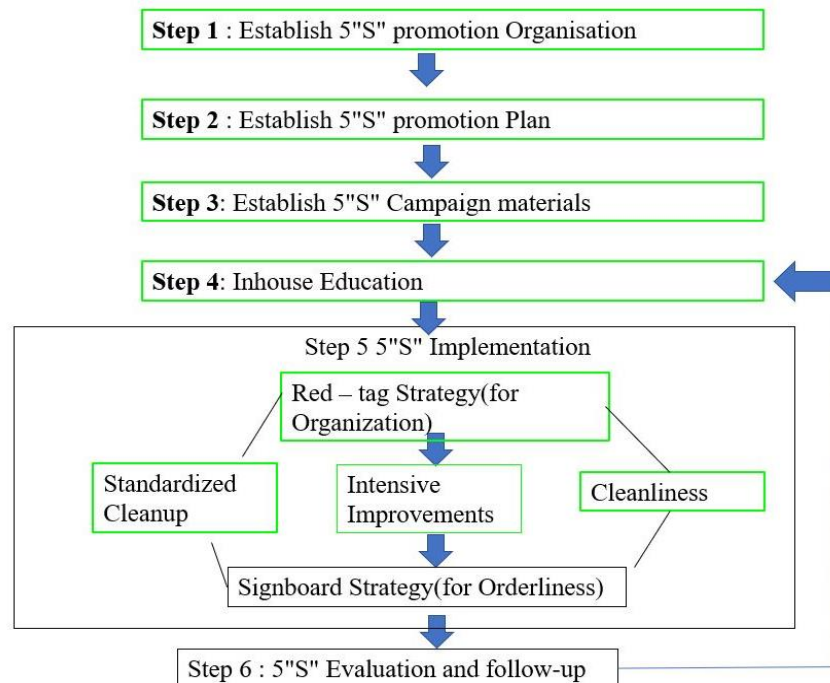 Step 1 : Establish 5"S" promotion Organisation
Step 2 : Establish 5"S" promotion Plan
Step 3: Establish 5"S" Campaign materials
Step 4: Inhouse Education
Step 5 5"S" Implementation
Red – tag Strategy(for
Organization)
Standardized
Cleanup
Intensive
Improvements
Cleanliness
Signboard Strategy(for Orderliness)
Step 6 : 5"S" Evaluation and follow-up